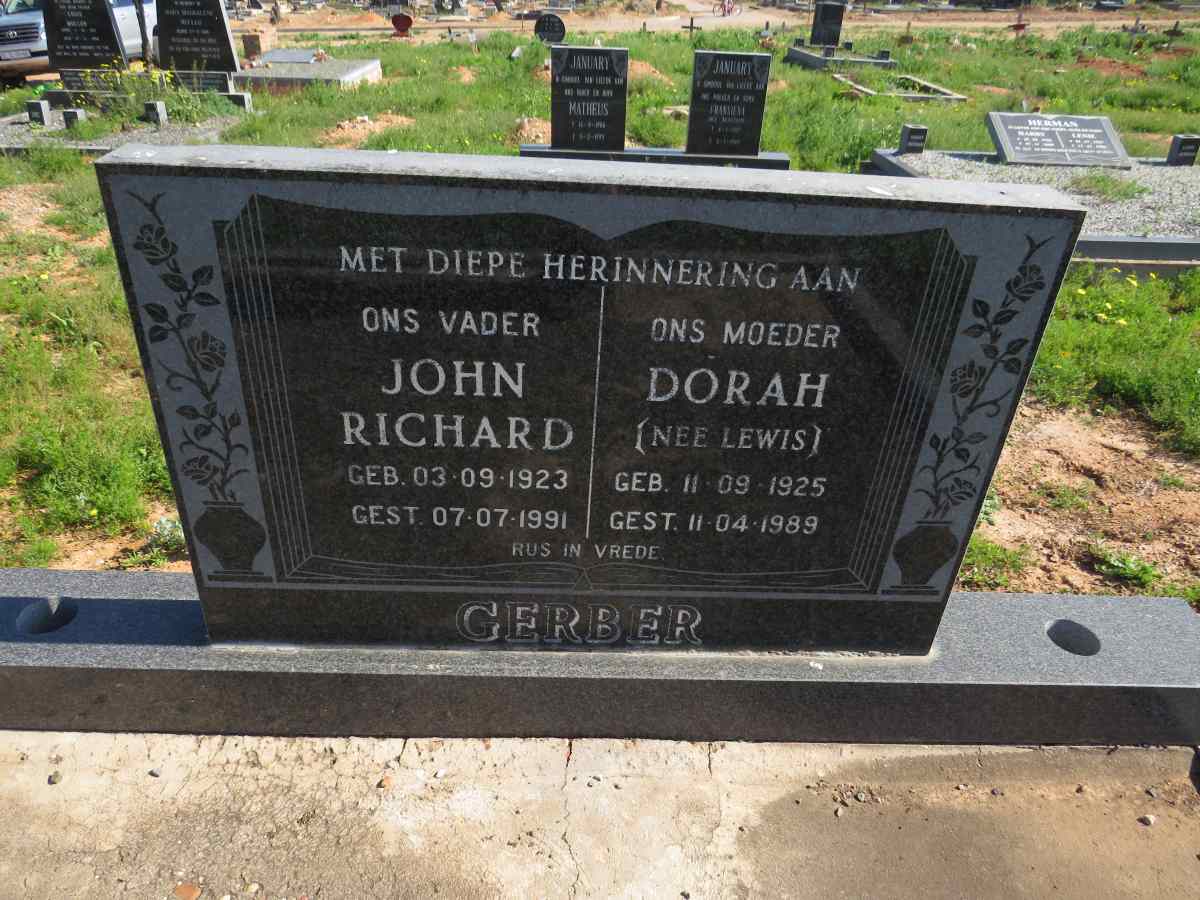 MET DIEPE HERINNERING AAN
ONS VADER
JOHN
RICHARD
GEB. 03·09·1923
GEST. 07·07·1991
ONS MOEDER
DORAH
(NEE LEWIS)
GEB. 11·09·1925
GEST. 11·04·1989
RUS IN VREDE.
GERBER
JANUARY
MATHEUS
JANUARY
HERMAN